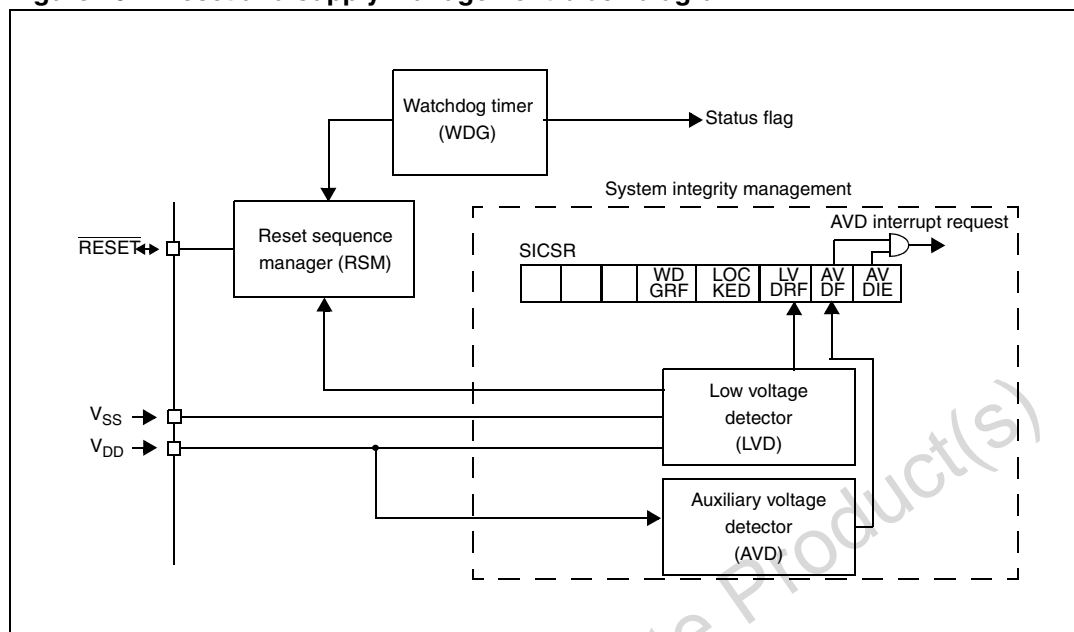 Watchdog timer
(WDG)
Status flag
System integrity management
AVD interrupt request
RESET
Reset sequence
manager (RSM)
SICSR
WD
GRF
LOC
KED
LV
DRF
AV
DF
AV
DIE
VSS
VDD
Low voltage
detector
(LVD)
Auxiliary voltage
detector
(AVD)
Product(s)